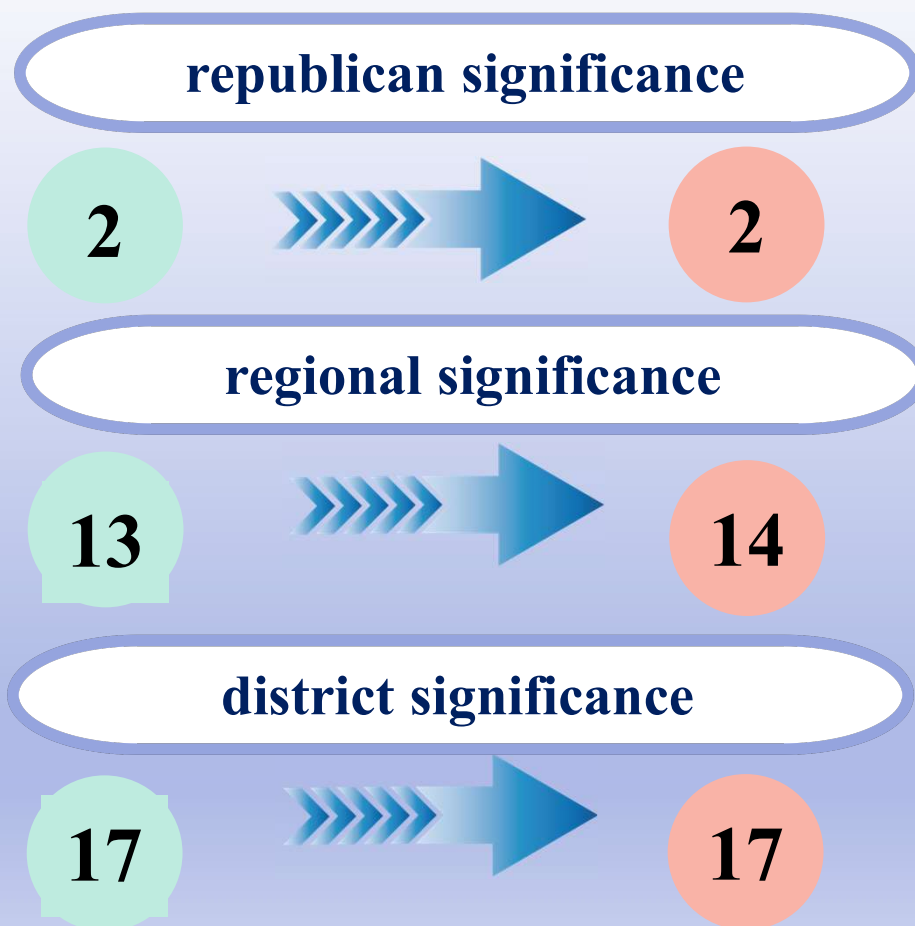 republican significance
2 2
regional significance
13 14
district significance
17 17